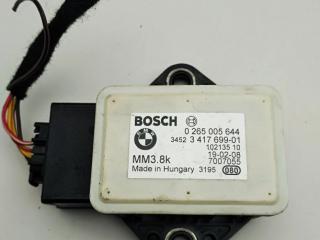 BOSCH
0 265 005 644
3452 3 417 699-01
102135 10
19-02-08
MM3.8k 7007055
Made in Hungary 3195 080